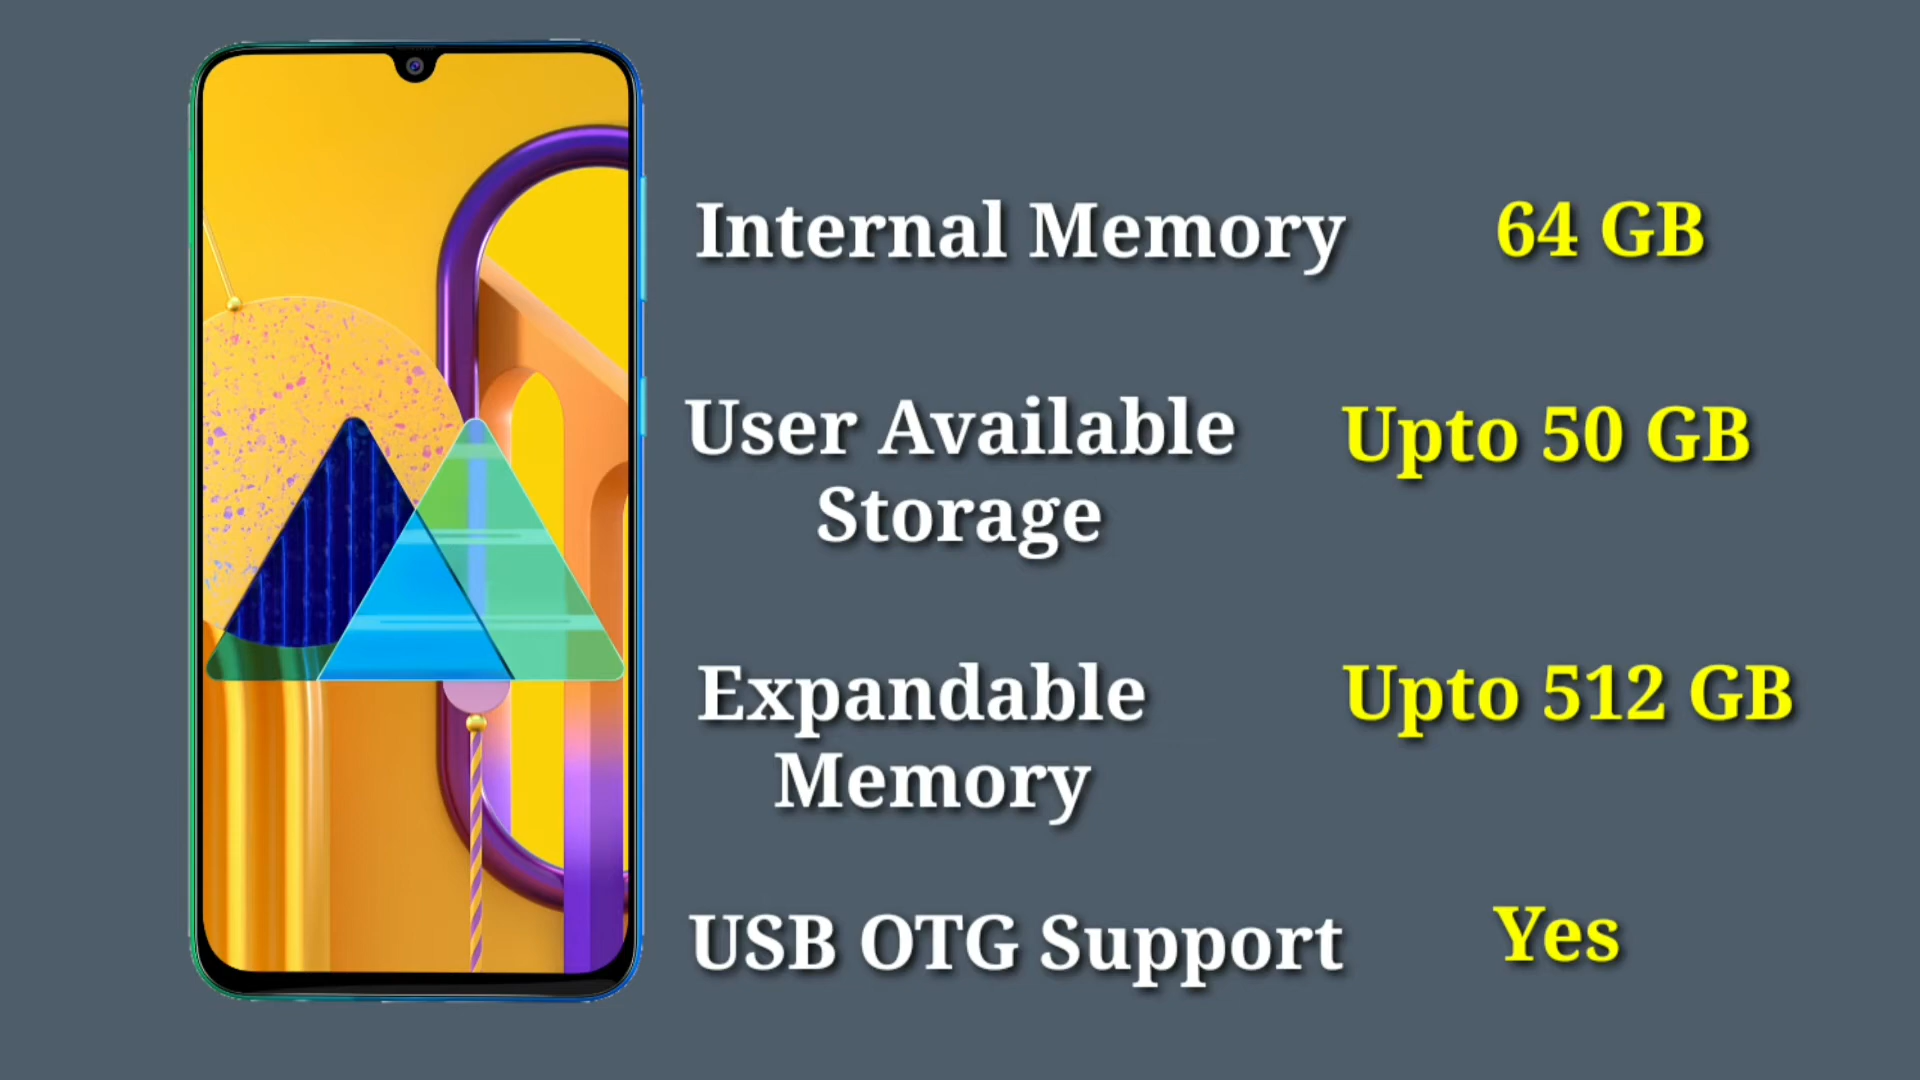 Internal Memory 64 GB
User Available Upto 50 GB
Storage
Expandable Upto 512 GB
Memory
USB OTG Support Yes